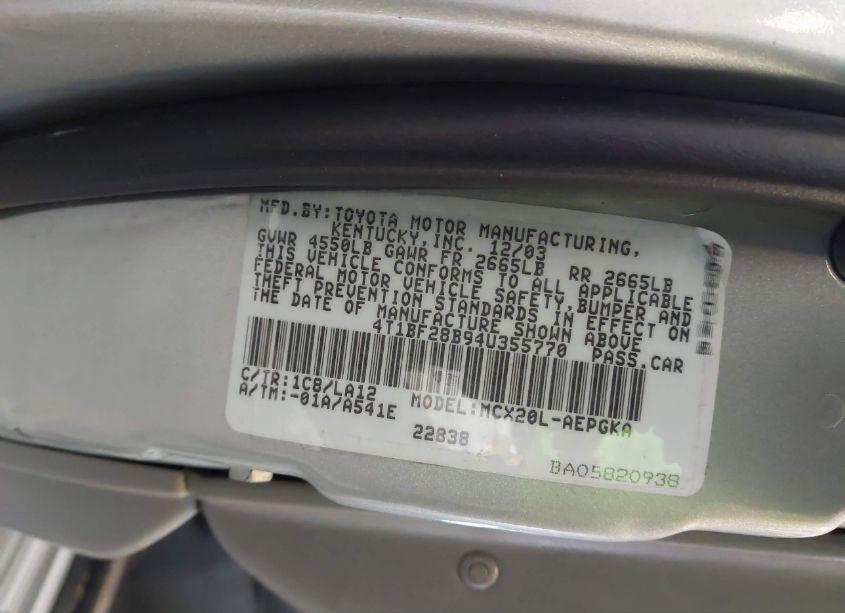 MFD.BY:TOYOTA MOTOR MANUFACTURING,
KENTUCKY,INC. 12/03
GVWR 4550LB GAWR FR 2665LB RR 2665LB
THIS VEHICLE CONFORMS TO ALL APPLICABLE
FEDERAL MOTOR VEHICLE SAFETY,BUMPER AND
THEFT PREVENTION STANDARDS IN EFFECT ON
THE DATE OF MANUFACTURE SHOWN ABOVE
4T1BF28B94U355770 PASS.CAR
C/TR:1C8/LA12
A/TM:-01A/A541E MODEL:MCX20L-AEPGKA
22838
BA05820938